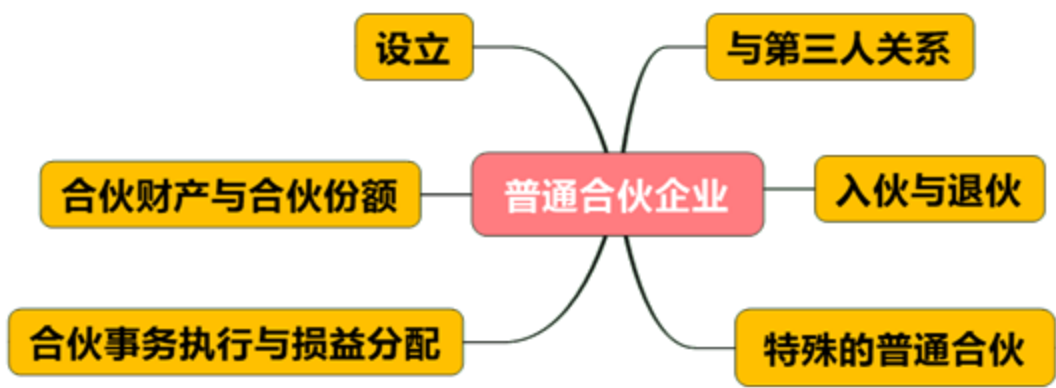 设立
与第三人关系
合伙财产与合伙份额
普通合伙企业
入伙与退伙
合伙事务执行与损益分配
特殊的普通合伙